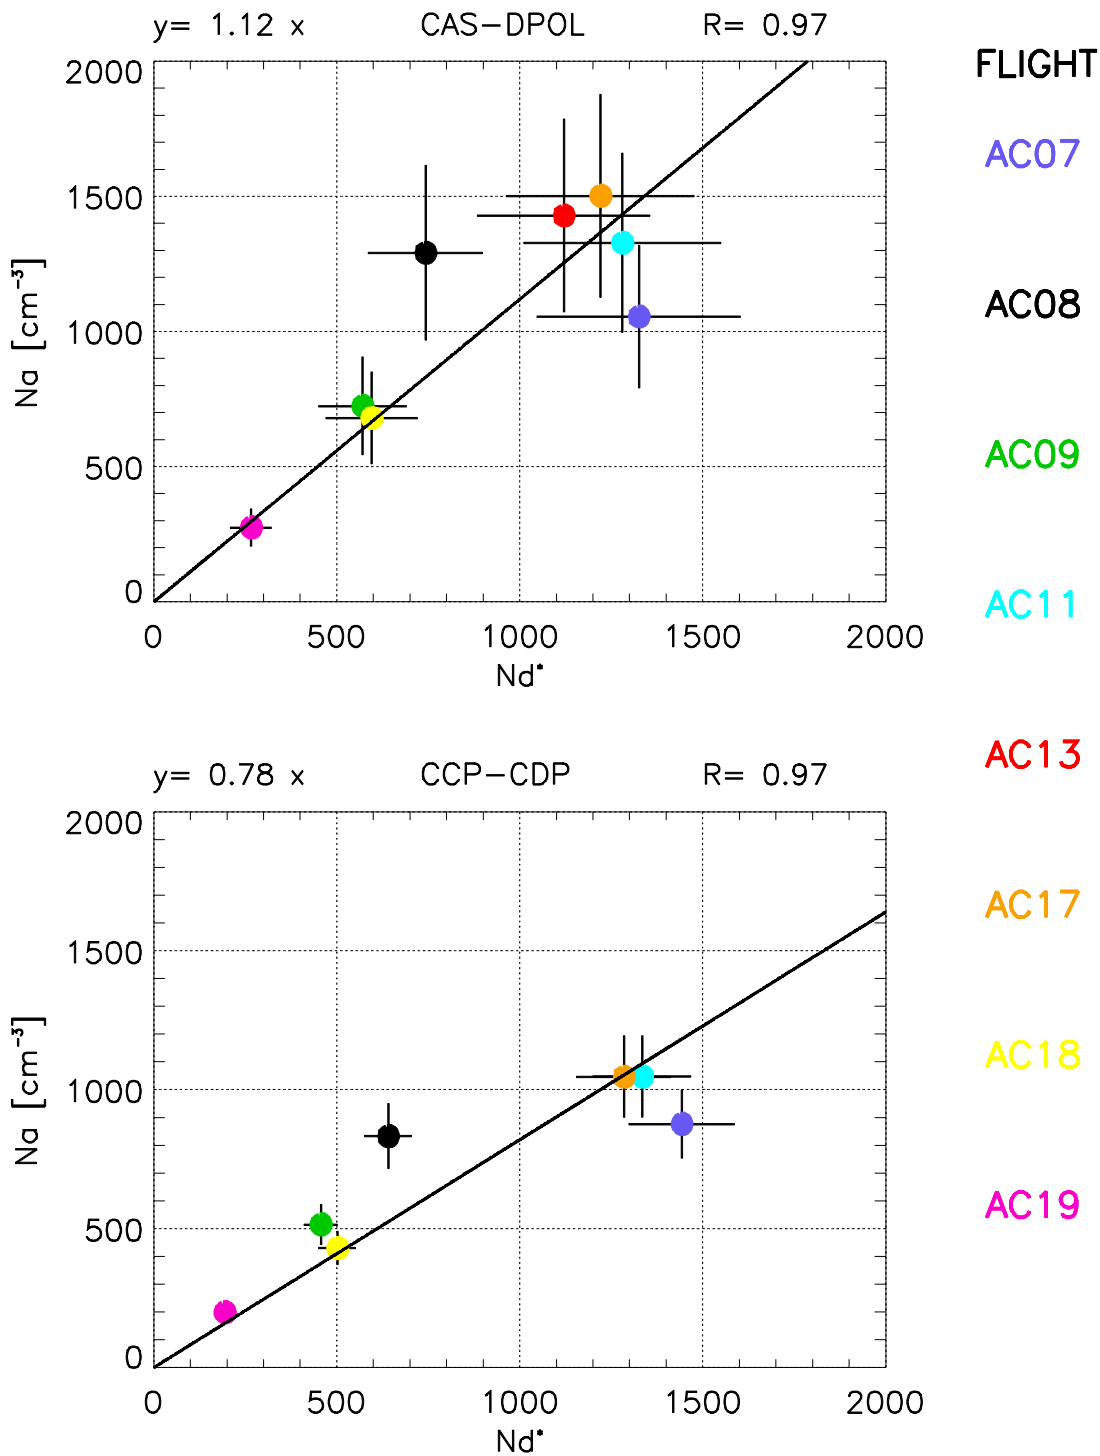 y= 1.12 x CAS-DPOL R= 0.97
FLIGHT
AC07
AC08
AC09
AC11
AC13
AC17
AC18
AC19
2000
1500
1000
500
0
Na [cm⁻³]
0 500 1000 1500 2000
Nd*
y= 0.78 x CCP-CDP R= 0.97
2000
1500
1000
500
0
Na [cm⁻³]
0 500 1000 1500 2000
Nd*